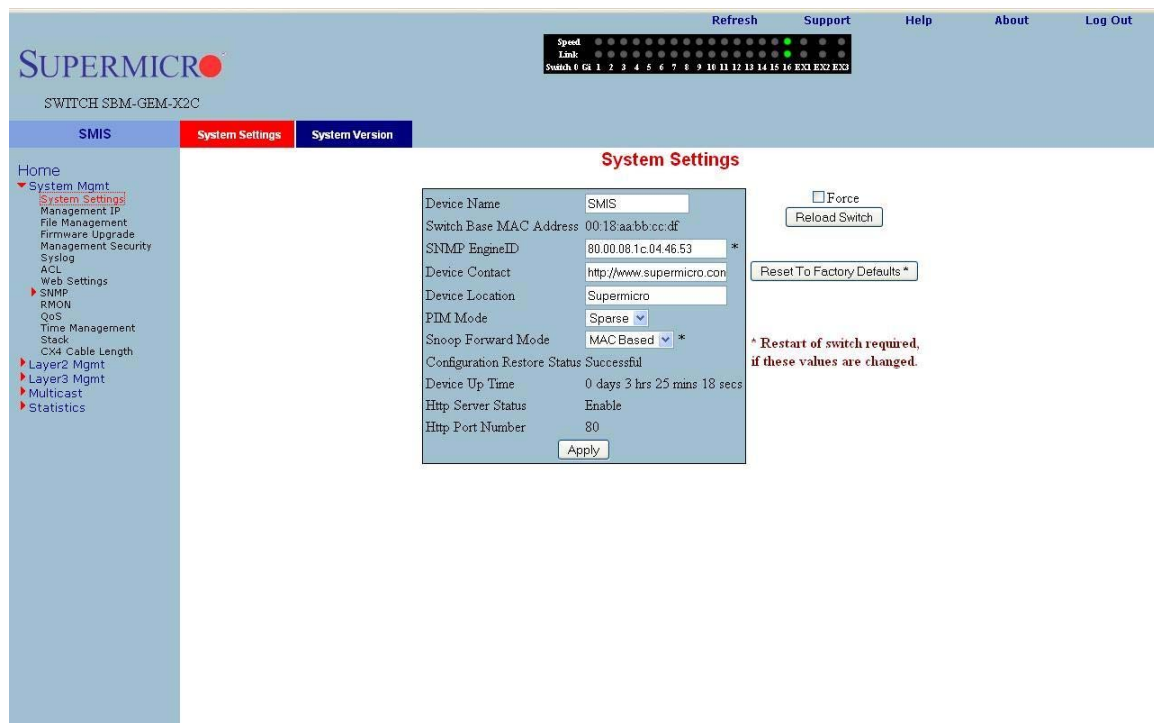 Refresh Support Help About Log Out
Speed
Link
Switch 0 Gi 1 2 3 4 5 6 7 8 9 10 11 12 13 14 15 16 EX1 EX2 EX3
SUPERMICR
SWITCH SBM-GEM-X2C
SMIS System Settings System Version
System Settings
Home
System Mgmt
System Settings
Management IP
File Management
Firmware Upgrade
Management Security
Syslog
ACL
Web Settings
SNMP
RMON
QoS
Time Management
Stack
CX4 Cable Length
Layer2 Mgmt
Layer3 Mgmt
Multicast
Statistics
Device Name SMIS
Switch Base MAC Address 00:18:aa:bb:cc:df
SNMP EngineID 80.00.08.1c.04.46.53 *
Device Contact http://www.supermicro.con
Device Location Supermicro
PIM Mode Sparse
Snoop Forward Mode MAC Based *
Configuration Restore Status Successful
Device Up Time 0 days 3 hrs 25 mins 18 secs
Http Server Status Enable
Http Port Number 80
Apply
Force
Reload Switch
Reset To Factory Defaults *
* Restart of switch required,
if these values are changed.